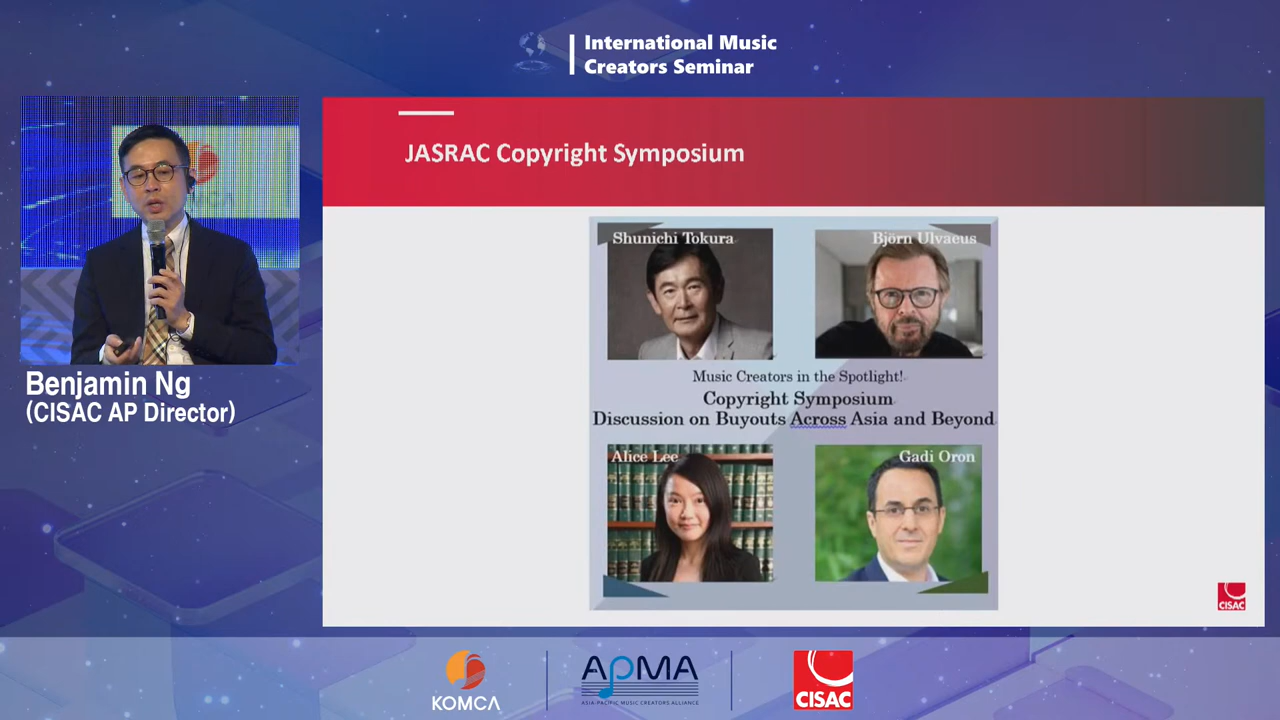 International Music
Creators Seminar
JASRAC Copyright Symposium
KOMCA
Benjamin Ng
(CISAC AP Director)
Shunichi Tokura
Björn Ulvaeus
Music Creators in the Spotlight!
Copyright Symposium
Discussion on Buyouts Across Asia and Beyond
Alice Lee
Gadi Oron
CISAC
KOMCA
APMA
ASIA-PACIFIC MUSIC CREATORS ALLIANCE
CISAC